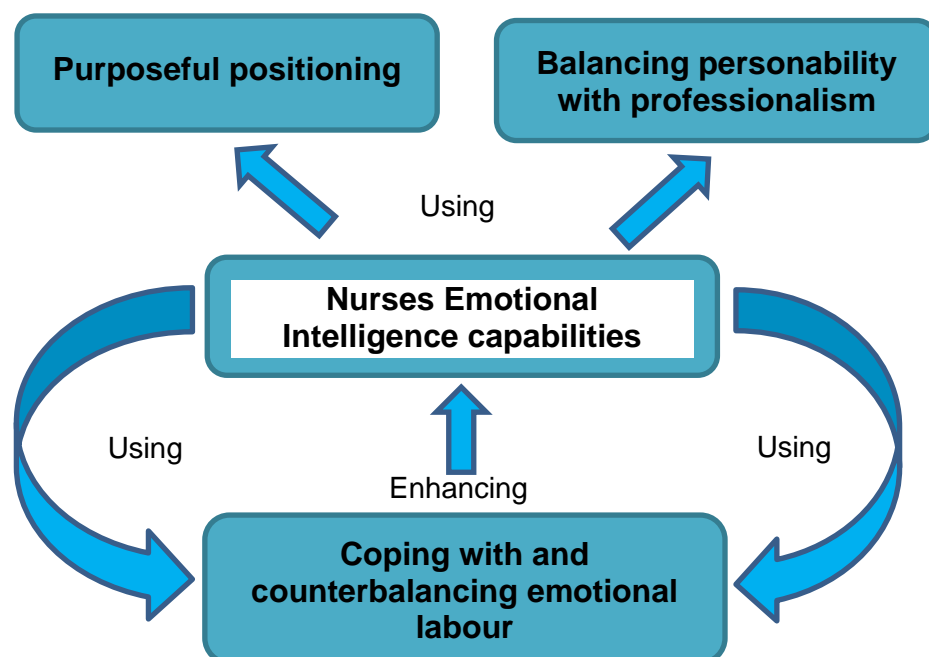 Purposeful positioning
Balancing personability
with professionalism
Using
Nurses Emotional
Intelligence capabilities
Using
Using
Enhancing
Coping with and
counterbalancing emotional
labour